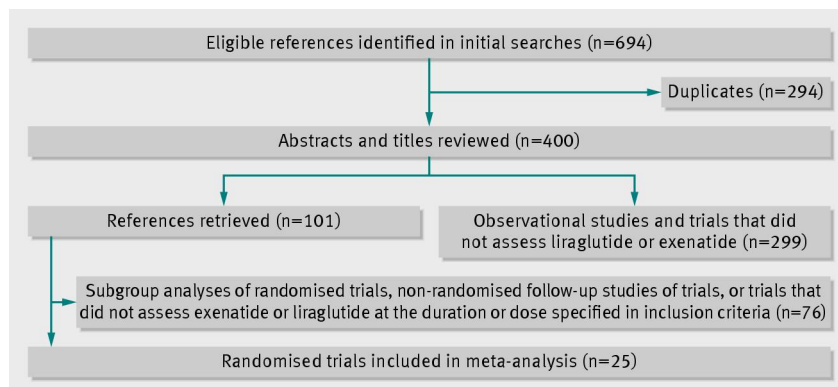 Eligible references identified in initial searches (n=694)
Duplicates (n=294)
Abstracts and titles reviewed (n=400)
References retrieved (n=101)
Observational studies and trials that did
not assess liraglutide or exenatide (n=299)
Subgroup analyses of randomised trials, non-randomised follow-up studies of trials, or trials that
did not assess exenatide or liraglutide at the duration or dose specified in inclusion criteria (n=76)
Randomised trials included in meta-analysis (n=25)